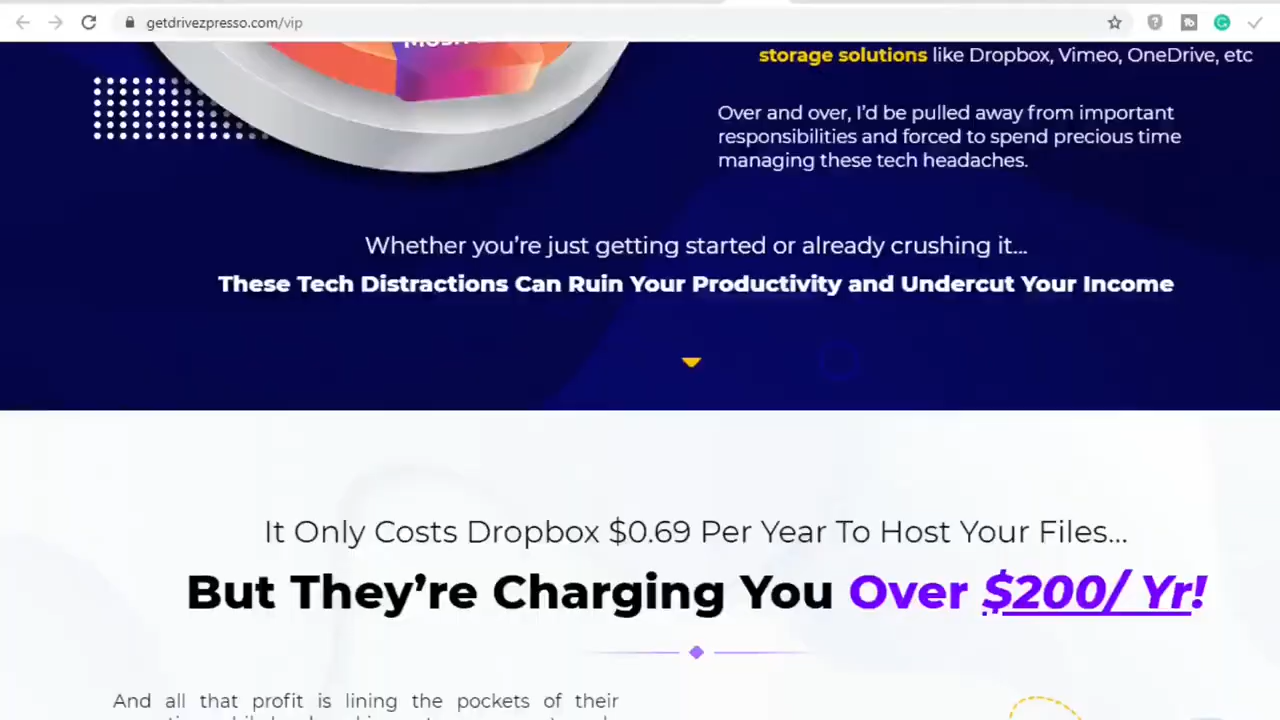 getdrivezpresso.com/vip
storage solutions like Dropbox, Vimeo, OneDrive, etc
Over and over, I’d be pulled away from important
responsibilities and forced to spend precious time
managing these tech headaches.
Whether you’re just getting started or already crushing it...
These Tech Distractions Can Ruin Your Productivity and Undercut Your Income
It Only Costs Dropbox $0.69 Per Year To Host Your Files...
But They’re Charging You Over $200/ Yr!
And all that profit is lining the pockets of their